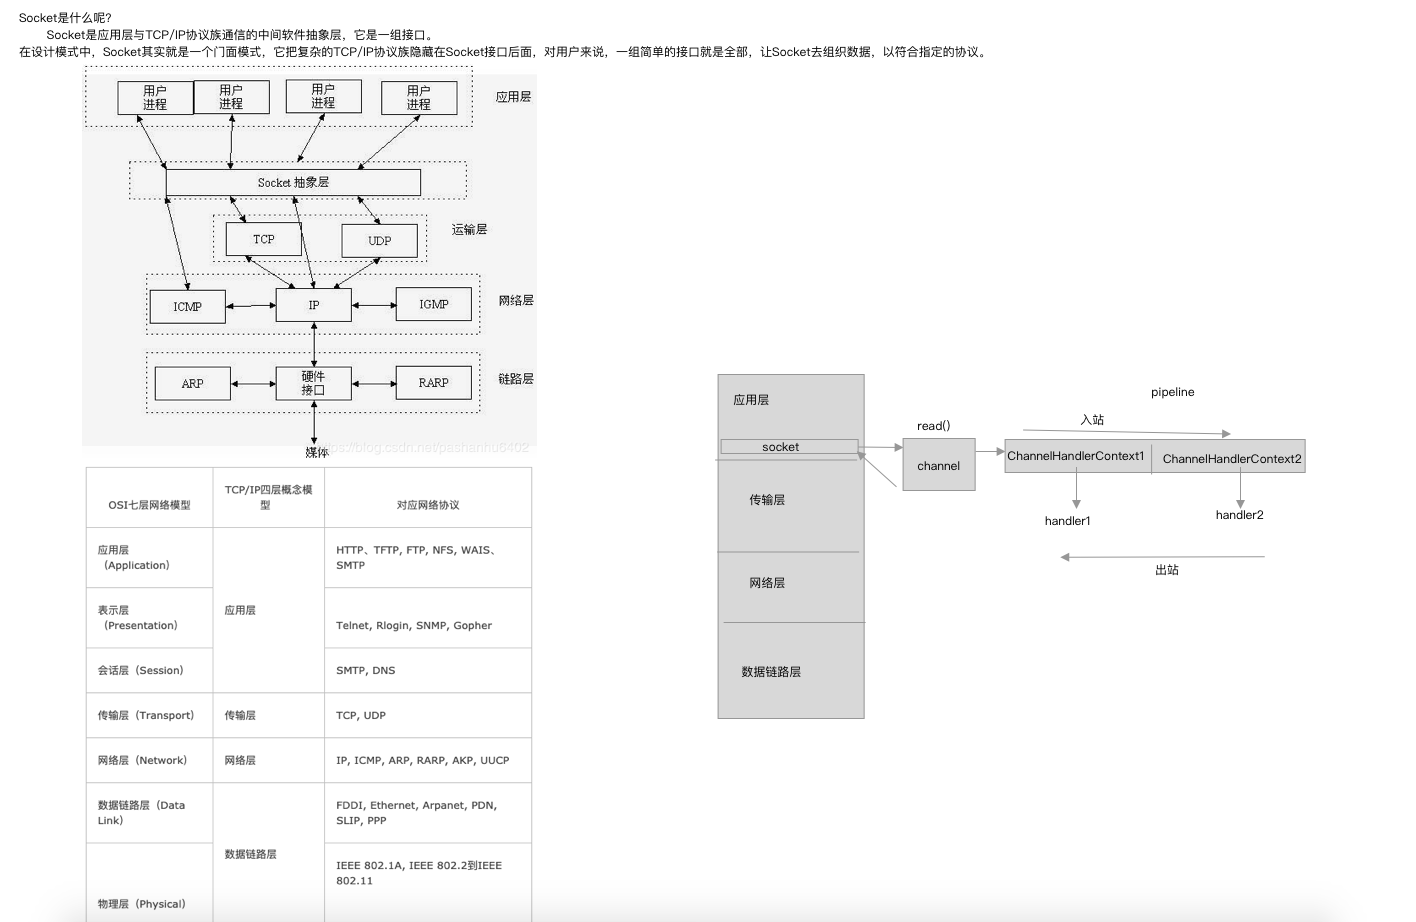 Socket是什么呢?
Socket是应用层与TCP/IP协议族通信的中间软件抽象层，它是一组接口。
在设计模式中，Socket其实就是一个门面模式，它把复杂的TCP/IP协议族隐藏在Socket接口后面，对用户来说，一组简单的接口就是全部，让Socket去组织数据，以符合指定的协议。
用户
进程
用户
进程
用户
进程
用户
进程
应用层
Socket 抽象层
运输层
TCP
UDP
网络层
ICMP
IP
IGMP
链路层
ARP
硬件
接口
RARP
媒体
https://blog.csdn.net/pashanhu6402
OSI七层网络模型
TCP/IP四层概念模
型
对应网络协议
应用层
（Application）
应用层
HTTP、TFTP, FTP, NFS, WAIS、
SMTP
表示层
（Presentation）
Telnet, Rlogin, SNMP, Gopher
会话层（Session）
SMTP, DNS
传输层（Transport）
传输层
TCP, UDP
网络层（Network）
网络层
IP, ICMP, ARP, RARP, AKP, UUCP
数据链路层（Data
Link）
数据链路层
FDDI, Ethernet, Arpanet, PDN,
SLIP, PPP
物理层（Physical）
IEEE 802.1A, IEEE 802.2到IEEE
802.11
应用层
socket
传输层
网络层
数据链路层
read()
channel
pipeline
入站
ChannelHandlerContext1
ChannelHandlerContext2
handler1
handler2
出站